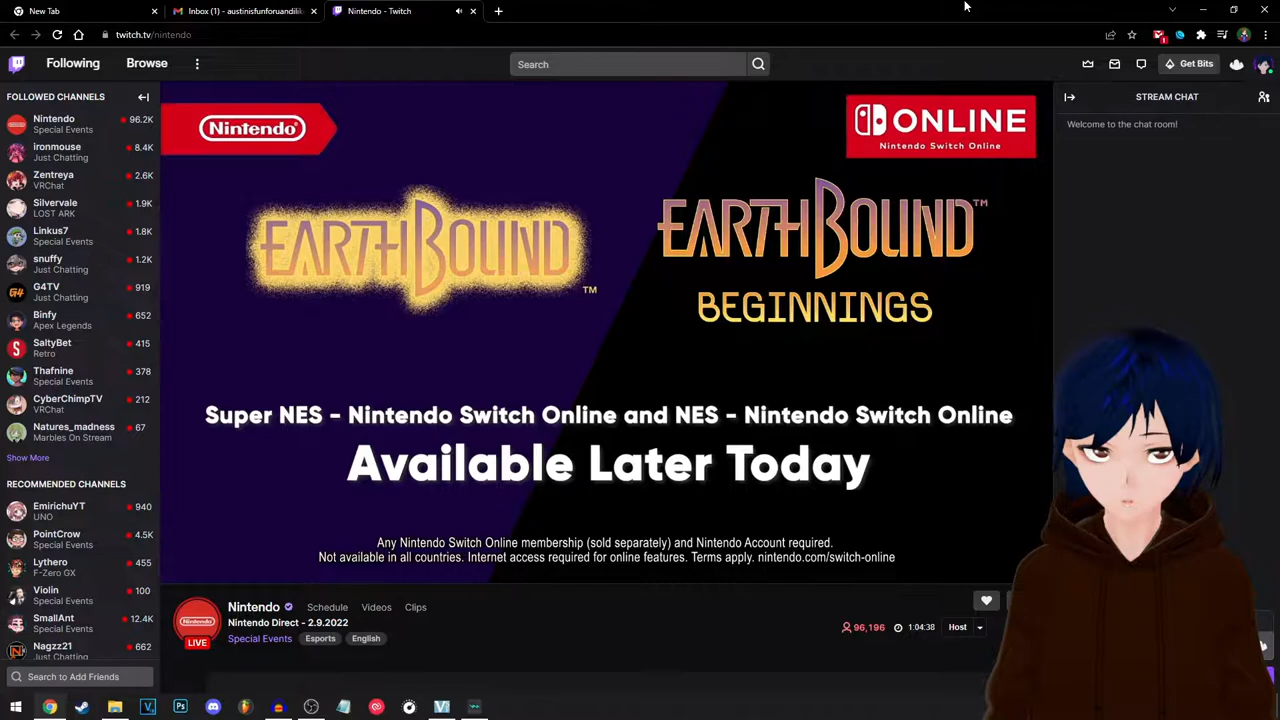 New Tab
Inbox (1) - austinisfunforuandilik
Nintendo - Twitch
twitch.tv/nintendo
1
Following
Browse
Search
Get Bits
FOLLOWED CHANNELS
Nintendo 96.2K
Special Events
ironmouse 8.4K
Just Chatting
Zentreya 2.6K
VRChat
Silvervale 1.9K
LOST ARK
Linkus7 1.8K
Special Events
snuffy 1.2K
Just Chatting
G4TV 919
Just Chatting
Binfy 652
Apex Legends
SaltyBet 415
Retro
Thafnine 378
Special Events
CyberChimpTV 212
VRChat
Natures_madness 67
Marbles On Stream
Show More
RECOMMENDED CHANNELS
EmirichuYT 940
UNO
PointCrow 4.5K
Special Events
Lythero 455
F-Zero GX
Violin 100
Special Events
SmallAnt 12.4K
Special Events
Nagzz21 662
Just Chatting
Search to Add Friends
Nintendo
ONLINE
Nintendo Switch Online
EARTHBOUND™
EARTHBOUND™
BEGINNINGS
Super NES - Nintendo Switch Online and NES - Nintendo Switch Online
Available Later Today
Any Nintendo Switch Online membership (sold separately) and Nintendo Account required.
Not available in all countries. Internet access required for online features. Terms apply. nintendo.com/switch-online
Nintendo
LIVE
Nintendo Schedule Videos Clips
Nintendo Direct - 2.9.2022
Special Events Esports English
96,196 1:04:38 Host
STREAM CHAT
Welcome to the chat room!